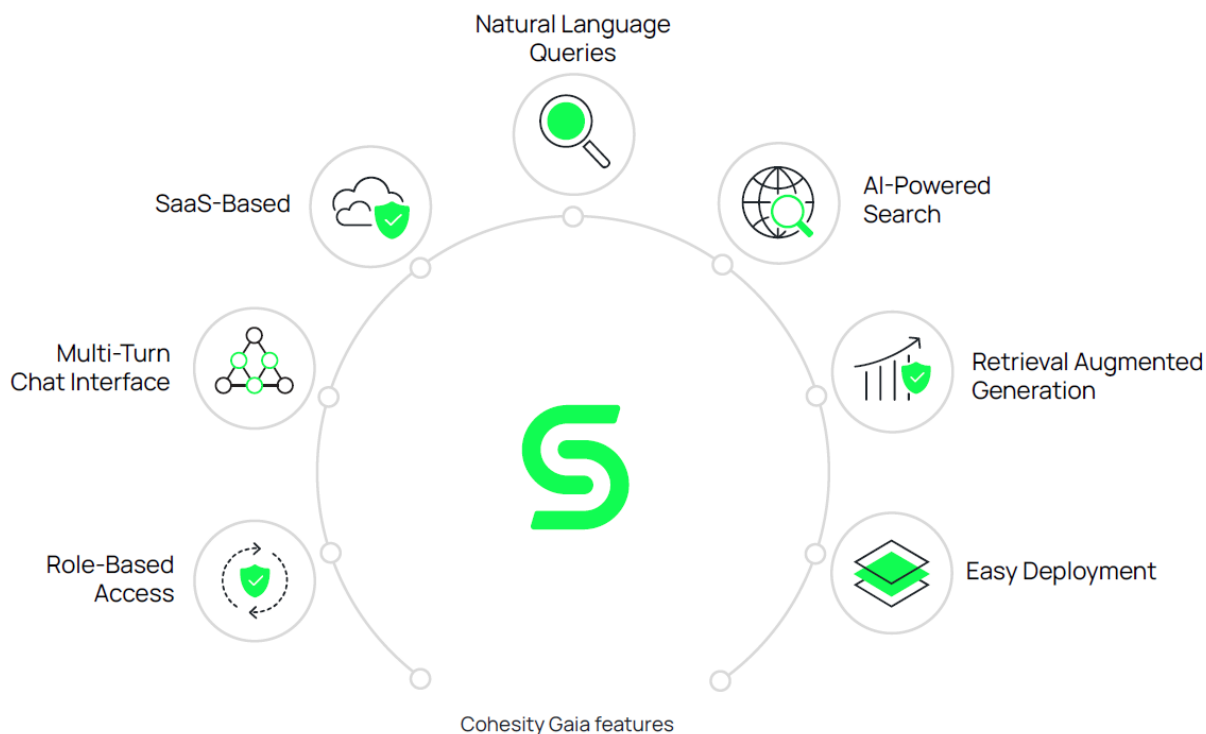 Natural Language
Queries
SaaS-Based
AI-Powered
Search
Multi-Turn
Chat Interface
Retrieval Augmented
Generation
Role-Based
Access
Easy Deployment
Cohesity Gaia features